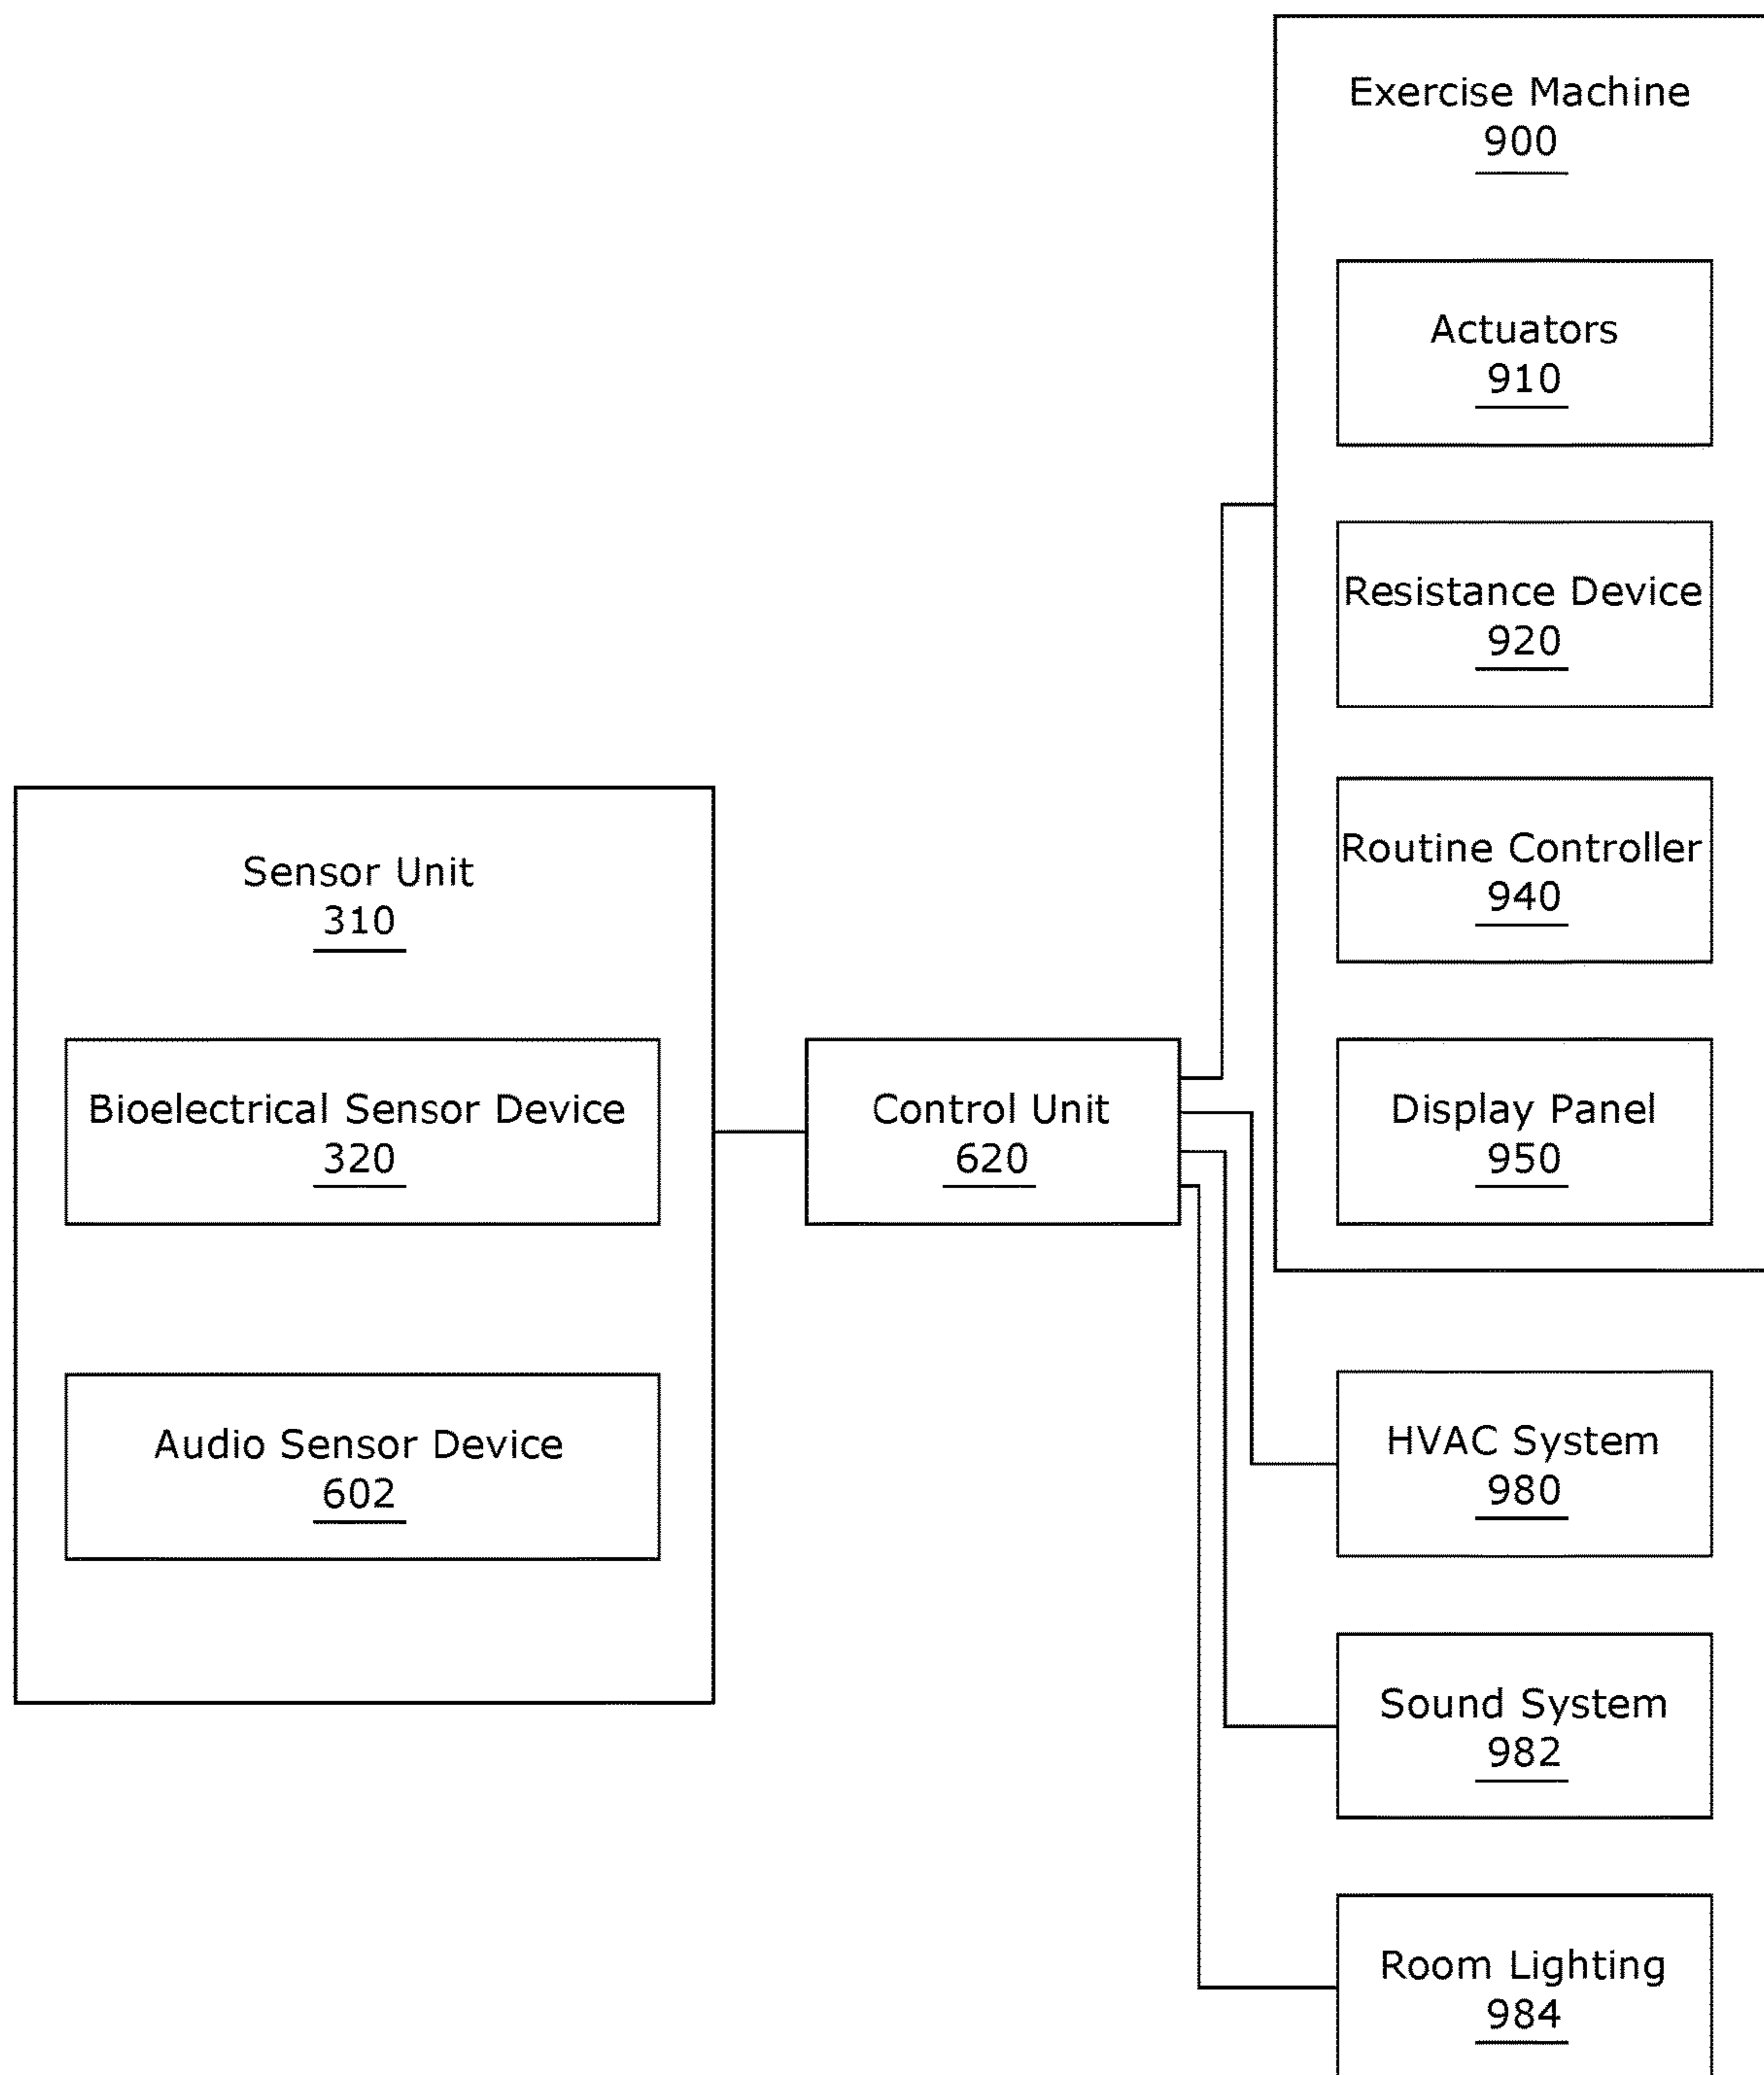 Exercise Machine
900
Actuators
910
Resistance Device
920
Routine Controller
940
Display Panel
950
Sensor Unit
310
Bioelectrical Sensor Device
320
Audio Sensor Device
602
Control Unit
620
HVAC System
980
Sound System
982
Room Lighting
984